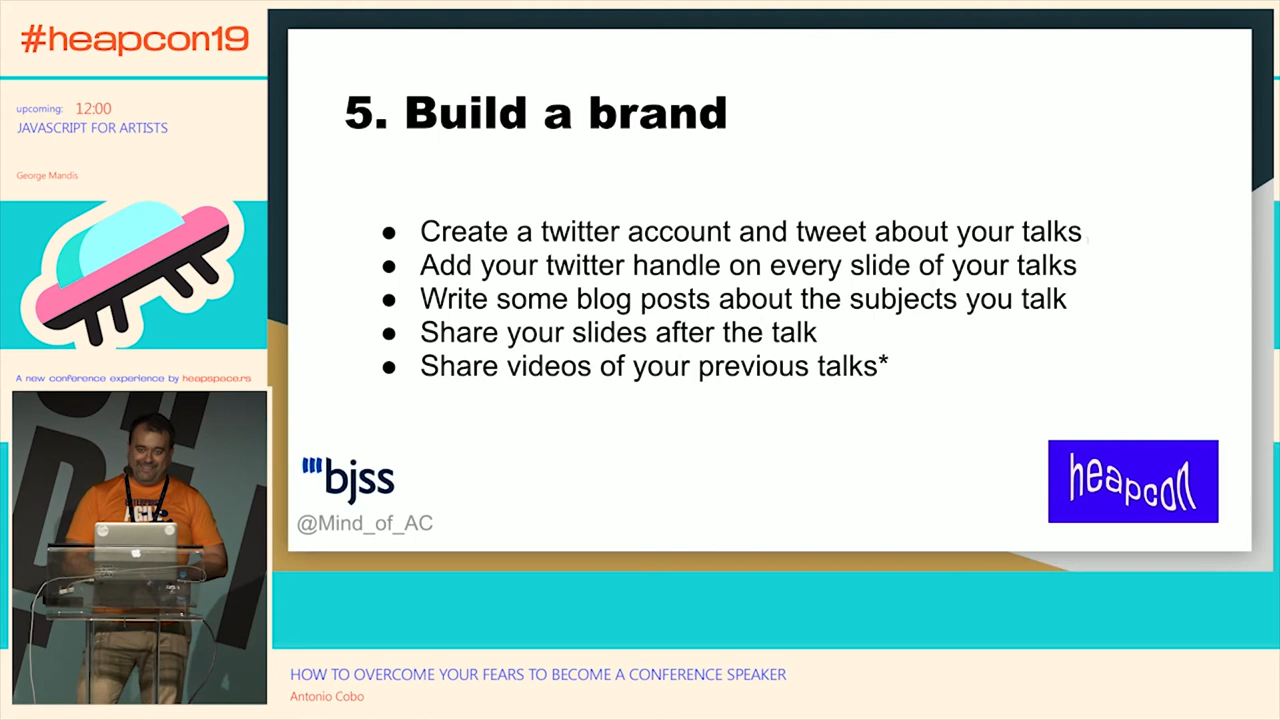 #heapcon19
upcoming: 12:00
JAVASCRIPT FOR ARTISTS
George Mandis
A new conference experience by heapspace.rs
5. Build a brand
● Create a twitter account and tweet about your talks
● Add your twitter handle on every slide of your talks
● Write some blog posts about the subjects you talk
● Share your slides after the talk
● Share videos of your previous talks*
bjss
@Mind_of_AC
heapcon
HOW TO OVERCOME YOUR FEARS TO BECOME A CONFERENCE SPEAKER
Antonio Cobo